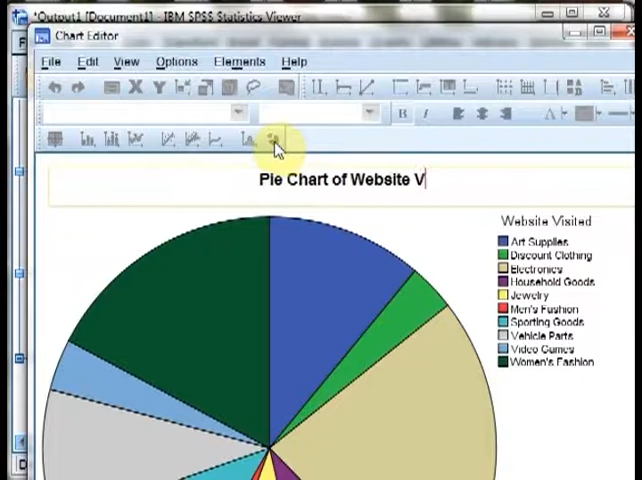 *Output1 [Document1] - IBM SPSS Statistics Viewer
Chart Editor
File Edit View Options Elements Help
B I
A
Pie Chart of Website V
Website Visited
Art Supplies
Discount Clothing
Electronics
Household Goods
Jewelry
Men's Fashion
Sporting Goods
Vehicle Parts
Video Games
Women's Fashion